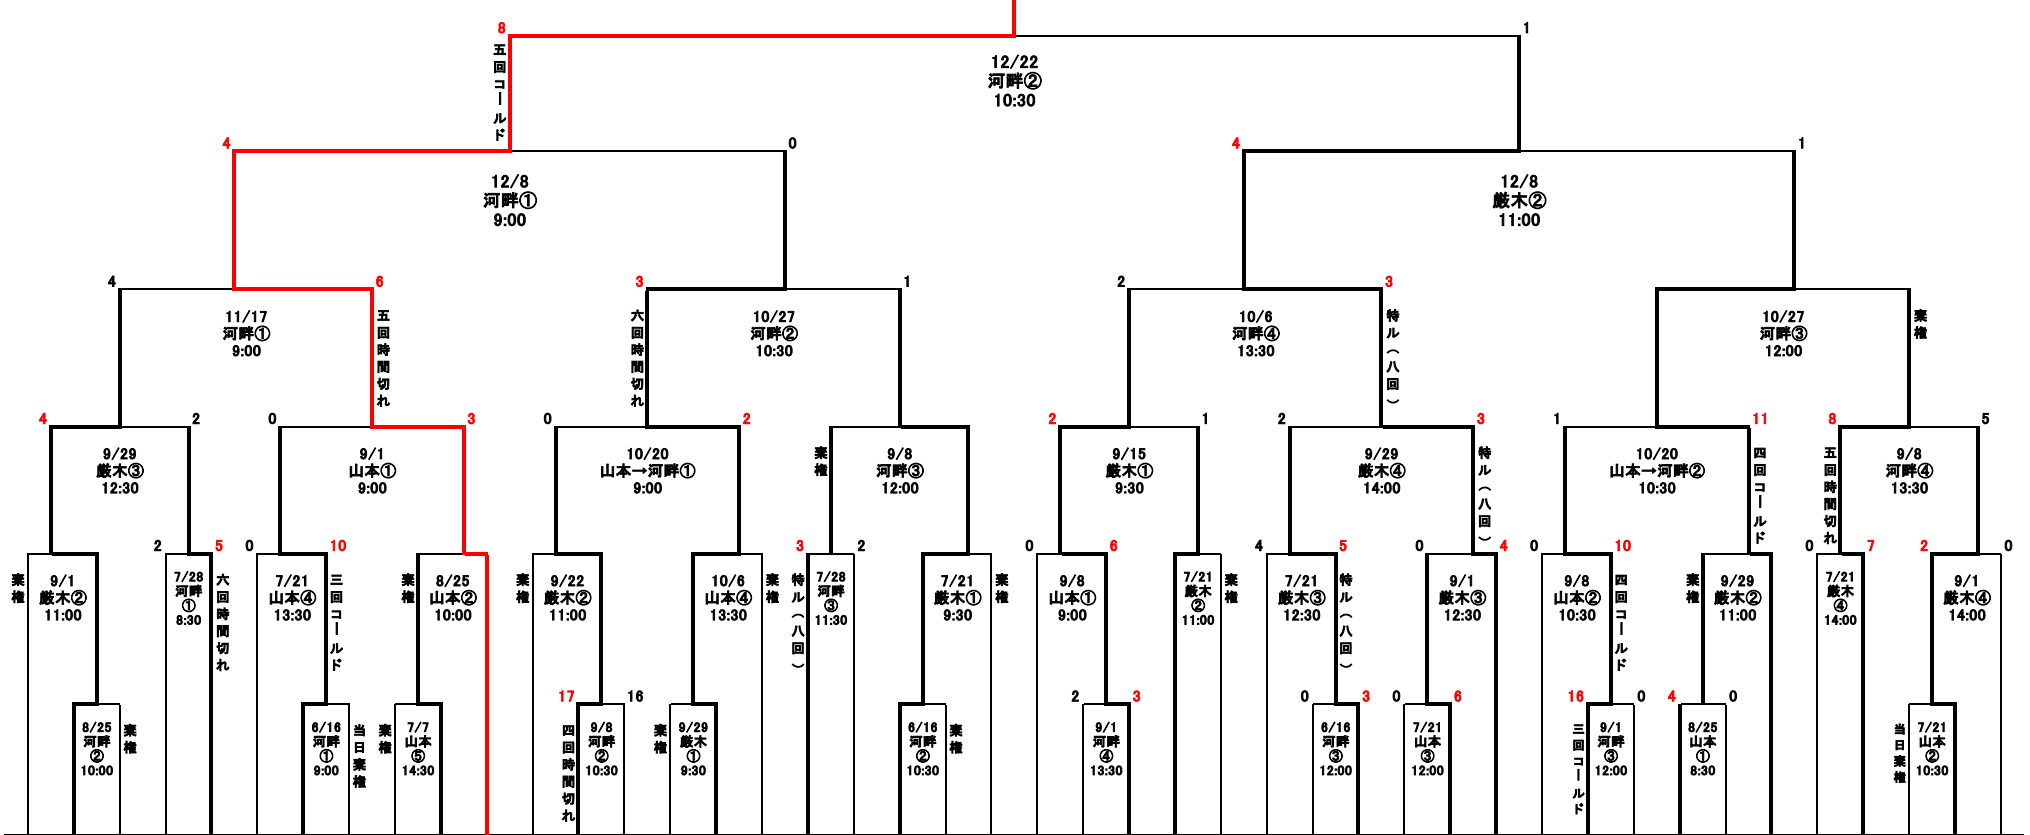 8
1
五回コールド
12/22
河畔②
10:30
4
0
4
1
12/8
河畔①
9:00
12/8
厳木②
11:00
4
6
3
1
2
3
11/17
河畔①
9:00
五回時間切れ
六回時間切れ
10/27
河畔②
10:30
10/6
河畔④
13:30
特ル(八回)
10/27
河畔③
12:00
棄権
4
2
0
3
0
2
2
1
2
3
1
11
8
5
9/29
厳木③
12:30
9/1
山本①
9:00
10/20
山本→河畔①
9:00
棄権
9/8
河畔③
12:00
9/15
厳木①
9:30
9/29
厳木④
14:00
特ル(八回)
10/20
山本→河畔②
10:30
四回コールド
五回時間切れ
9/8
河畔④
13:30
2
5
0
10
3
2
0
6
4
5
0
4
0
10
0
7
2
0
棄権
9/1
厳木②
11:00
7/28
河畔
①
8:30
六回時間切れ
7/21
山本④
13:30
三回コールド
棄権
8/25
山本②
10:00
棄権
9/22
厳木②
11:00
10/6
山本④
13:30
棄権
特ル(八回)
7/28
河畔
③
11:30
7/21
厳木①
9:30
棄権
9/8
山本①
9:00
7/21
厳木
②
11:00
棄権
7/21
厳木③
12:30
特ル(八回)
9/1
厳木③
12:30
9/8
山本②
10:30
四回コールド
棄権
9/29
厳木②
11:00
7/21
厳木
④
14:00
9/1
厳木④
14:00
17
16
2
3
0
3
0
6
16
0
4
0
8/25
河畔
②
10:00
棄権
6/16
河畔
①
9:00
当日棄権
棄権
7/7
山本
⑤
14:30
四回時間切れ
9/8
河畔
②
10:30
棄権
9/29
厳木
①
9:30
6/16
河畔
②
10:30
棄権
9/1
河畔
④
13:30
6/16
河畔
③
12:00
7/21
山本
③
12:00
三回コールド
9/1
河畔
③
12:00
8/25
山本
①
8:30
当日棄権
7/21
山本
②
10:30